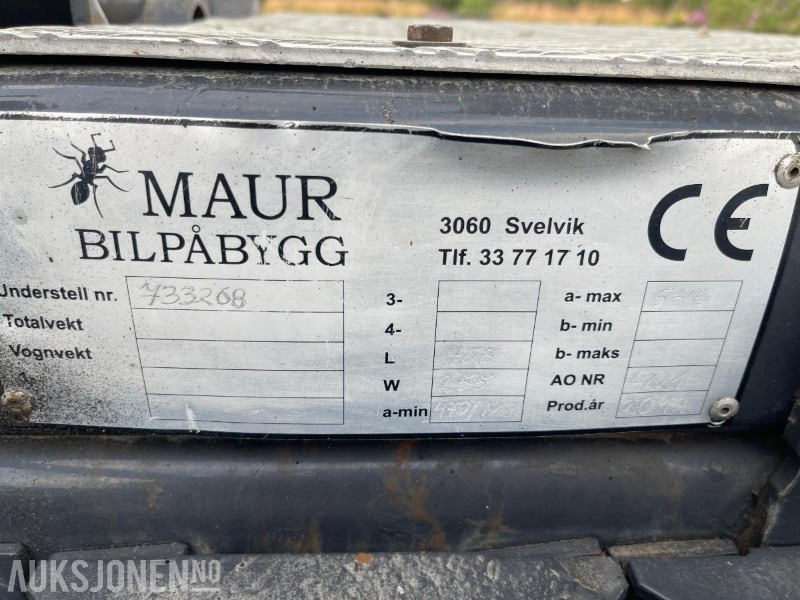 MAUR
BILPÅBYGG
3060 Svelvik
Tlf. 33 77 17 10
CE
Understell nr. 733268
Totalvekt
Vognvekt
3-
4-
L
W 255
a-min
a- max
b- min
b- maks
AO NR
Prod.år
AUKSJONEN.NO